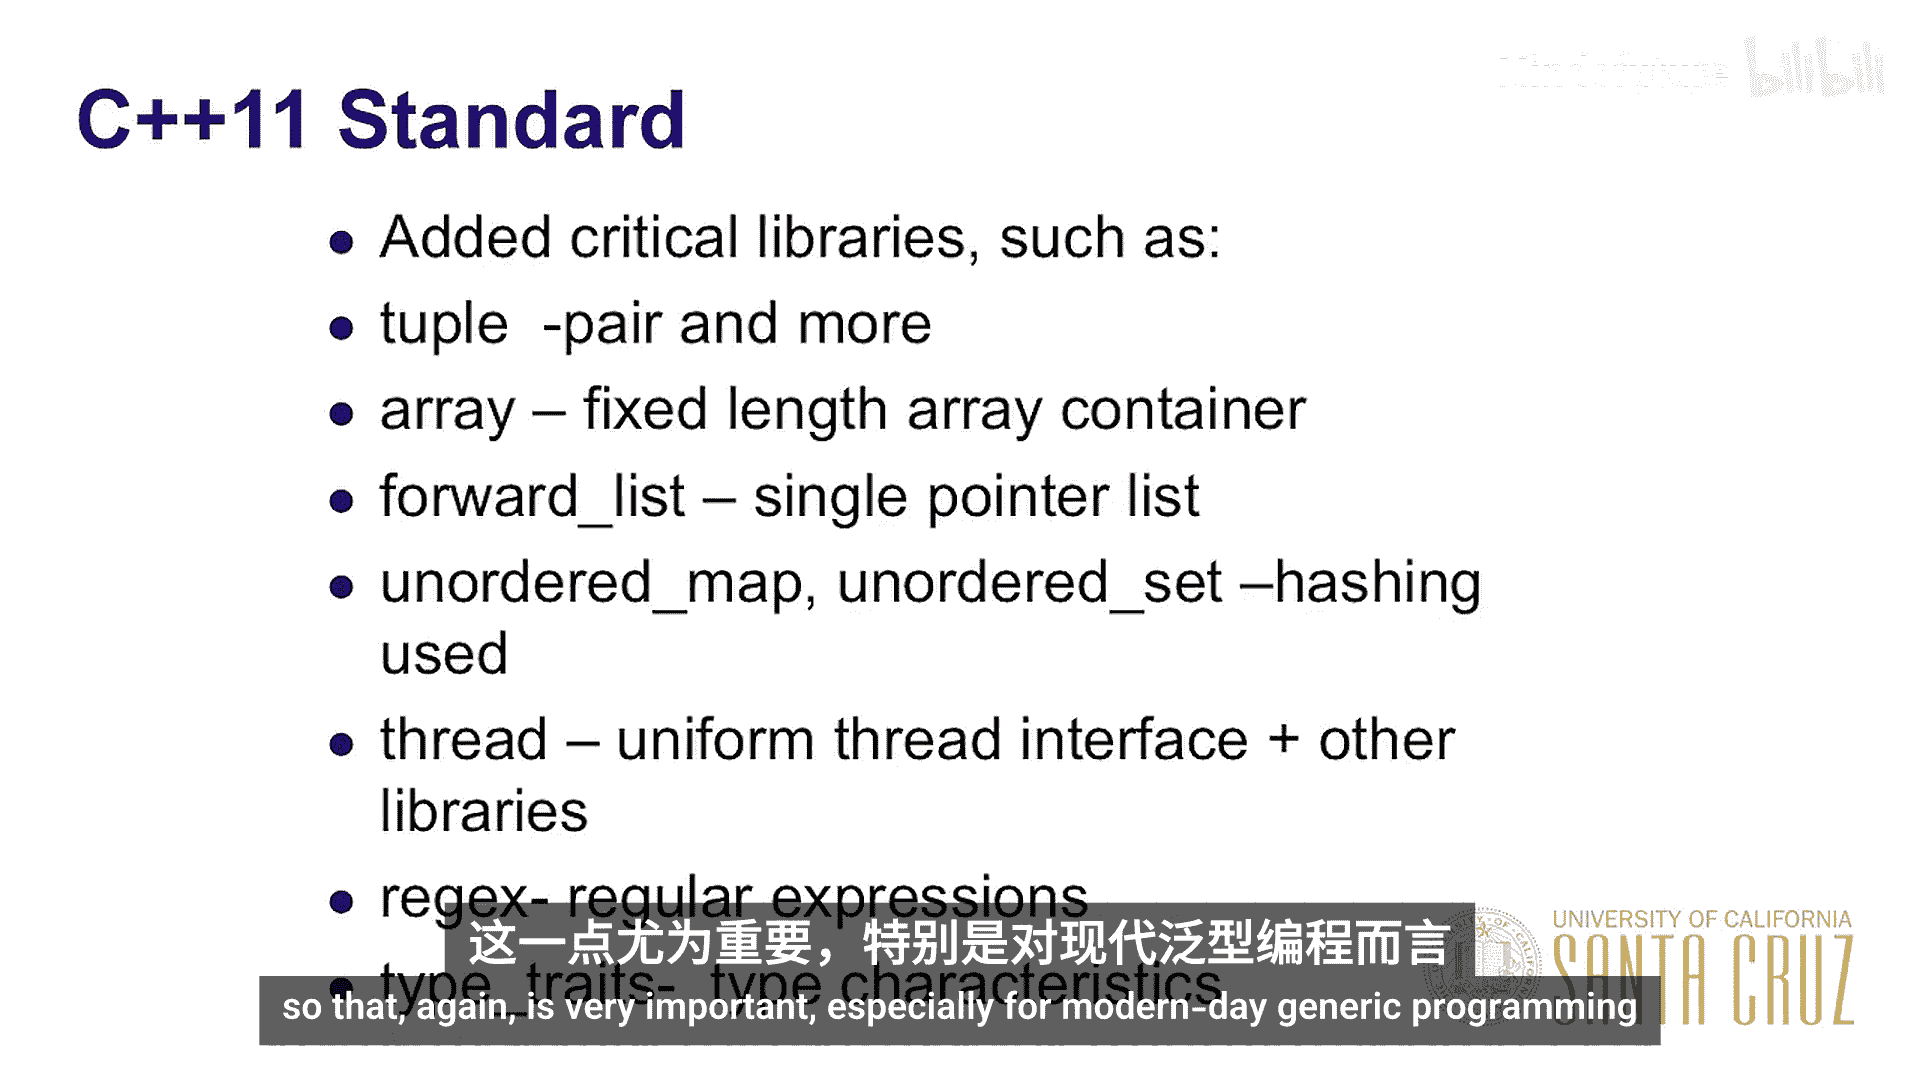 bilibili
C++11 Standard
Added critical libraries, such as:
tuple -pair and more
array – fixed length array container
forward_list – single pointer list
unordered_map, unordered_set –hashing
used
thread – uniform thread interface + other
libraries
regex- regular expressions
type_traits- type characteristics
这一点尤为重要，特别是对现代泛型编程而言
so that, again, is very important, especially for modern-day generic programming
UNIVERSITY OF CALIFORNIA
SANTA CRUZ